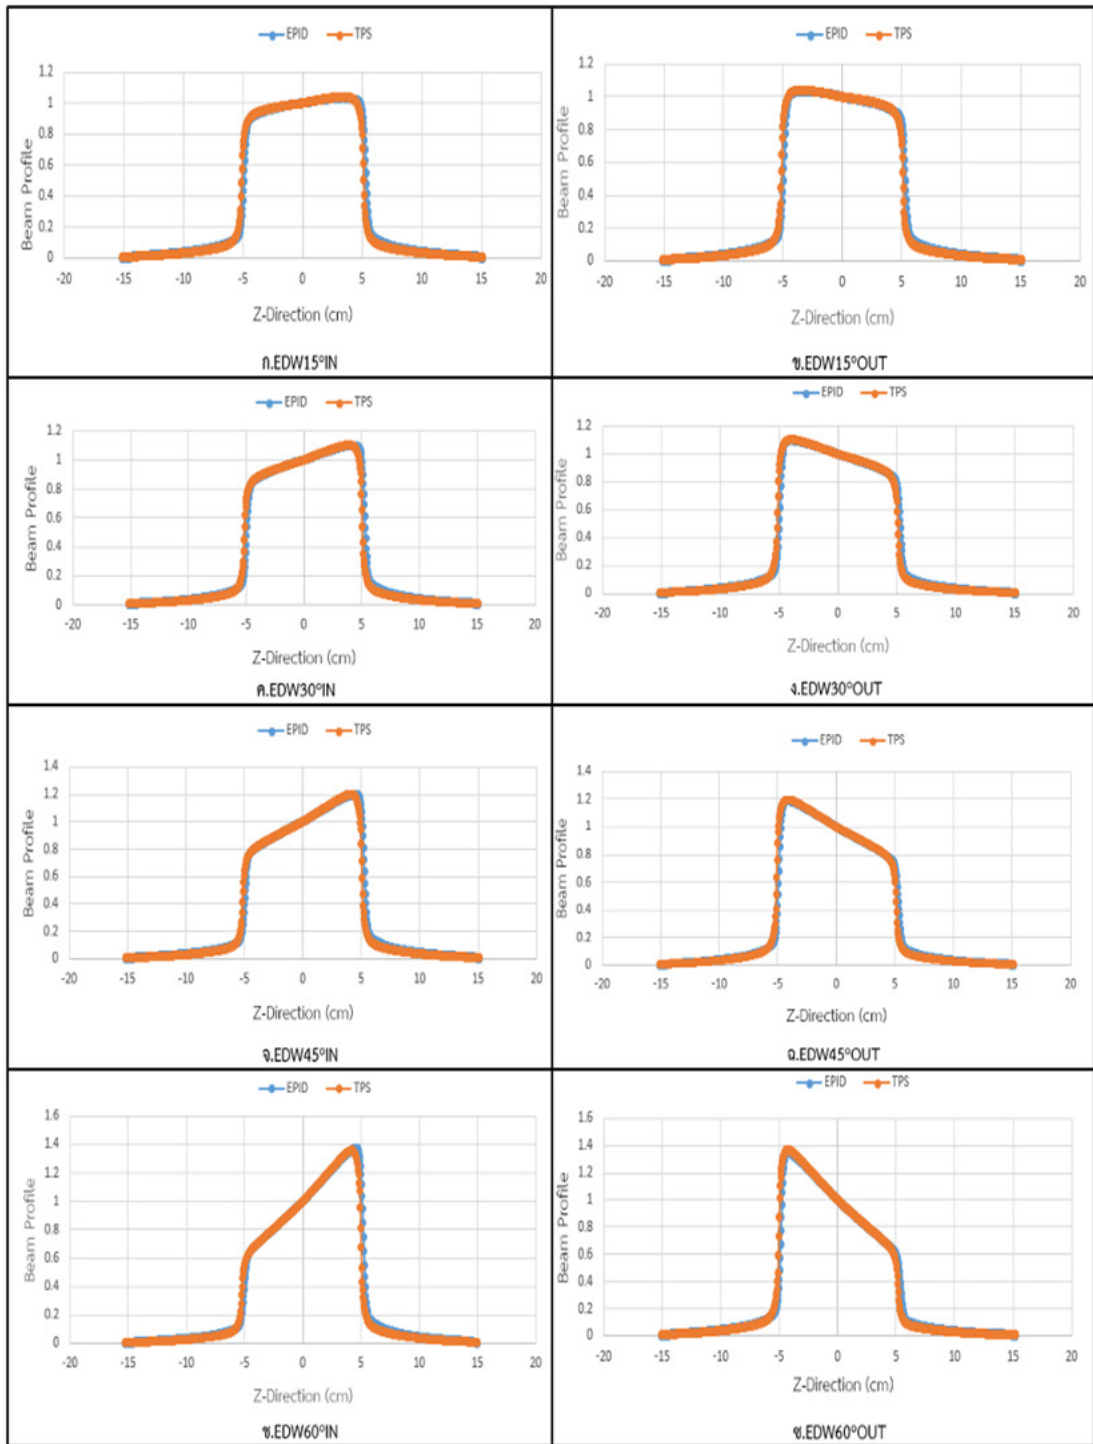 EPID TPS
1.2
1
0.8
0.6
0.4
0.2
0
-20 -15 -10 -5 0 5 10 15 20
Beam Profile
Z-Direction (cm)
ก.EDW15°IN
EPID TPS
1.2
1
0.8
0.6
0.4
0.2
0
-20 -15 -10 -5 0 5 10 15 20
Beam Profile
Z-Direction (cm)
ข.EDW15°OUT
EPID TPS
1.2
1
0.8
0.6
0.4
0.2
0
-20 -15 -10 -5 0 5 10 15 20
Beam Profile
Z-Direction (cm)
ค.EDW30°IN
EPID TPS
1.2
1
0.8
0.6
0.4
0.2
0
-20 -15 -10 -5 0 5 10 15 20
Beam Profile
Z-Direction (cm)
ง.EDW30°OUT
EPID TPS
1.4
1.2
1
0.8
0.6
0.4
0.2
0
-20 -15 -10 -5 0 5 10 15 20
Beam Profile
Z-Direction (cm)
จ.EDW45°IN
EPID TPS
1.4
1.2
1
0.8
0.6
0.4
0.2
0
-20 -15 -10 -5 0 5 10 15 20
Beam Profile
Z-Direction (cm)
ฉ.EDW45°OUT
EPID TPS
1.6
1.4
1.2
1
0.8
0.6
0.4
0.2
0
-20 -15 -10 -5 0 5 10 15 20
Beam Profile
Z-Direction (cm)
ช.EDW60°IN
EPID TPS
1.6
1.4
1.2
1
0.8
0.6
0.4
0.2
0
-20 -15 -10 -5 0 5 10 15 20
Beam Profile
Z-Direction (cm)
ซ.EDW60°OUT